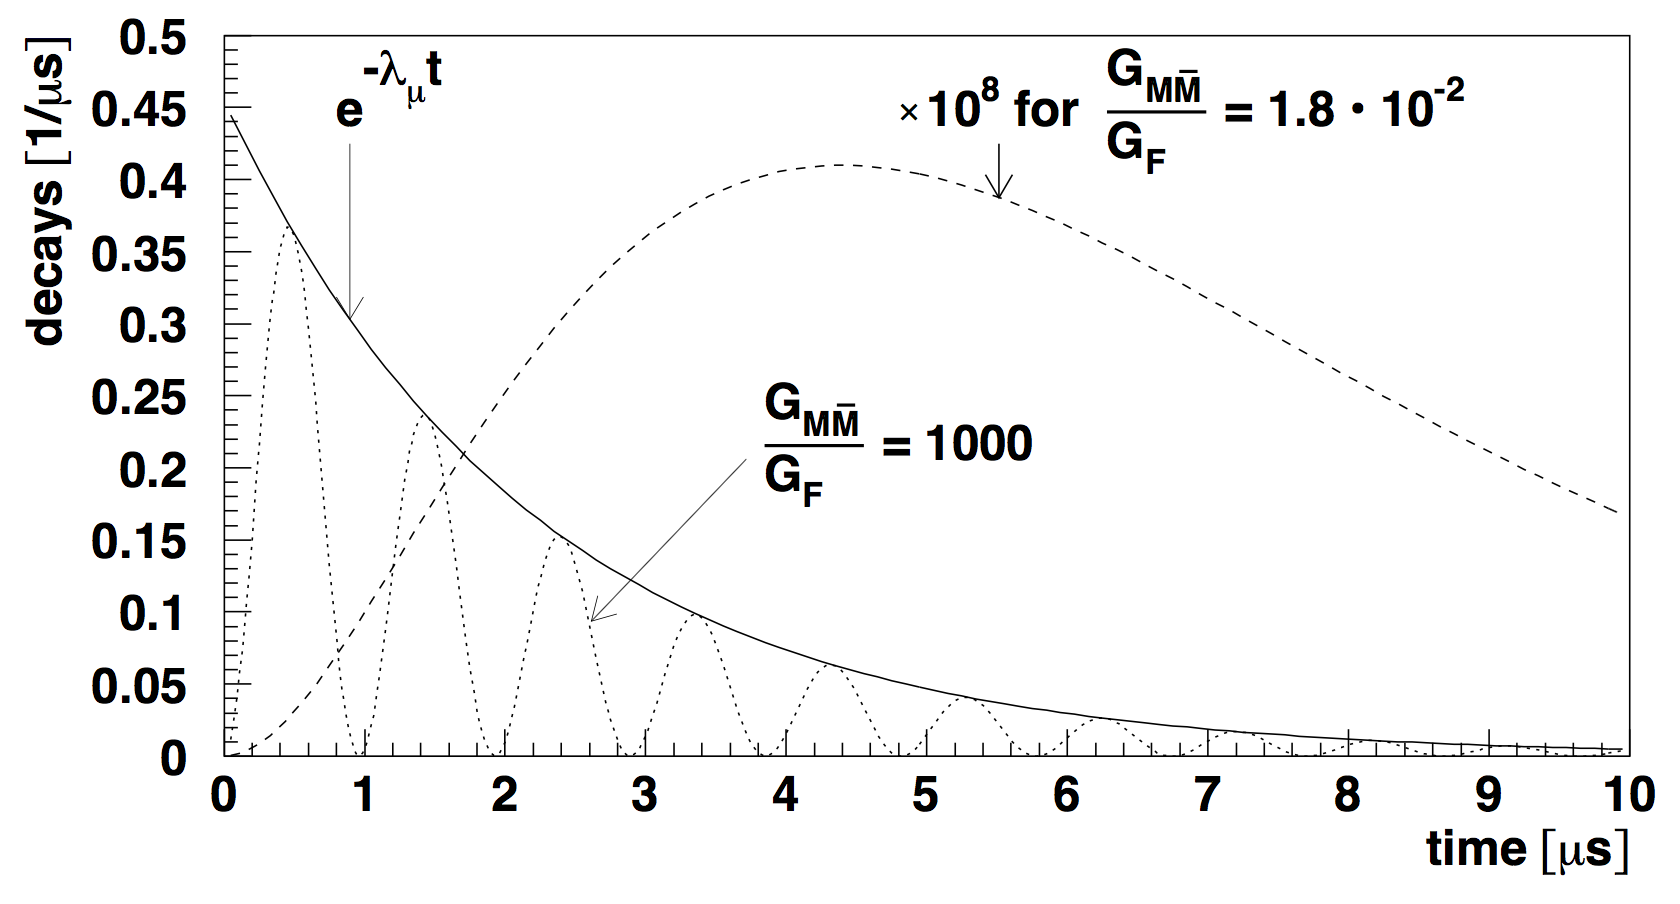 decays [1/μs]
0.5
0.45
0.4
0.35
0.3
0.25
0.2
0.15
0.1
0.05
0
e^-λ_μ t
×10^8 for G_MM̅ / G_F = 1.8 • 10^-2
G_MM̅ / G_F = 1000
0 1 2 3 4 5 6 7 8 9 10
time [μs]